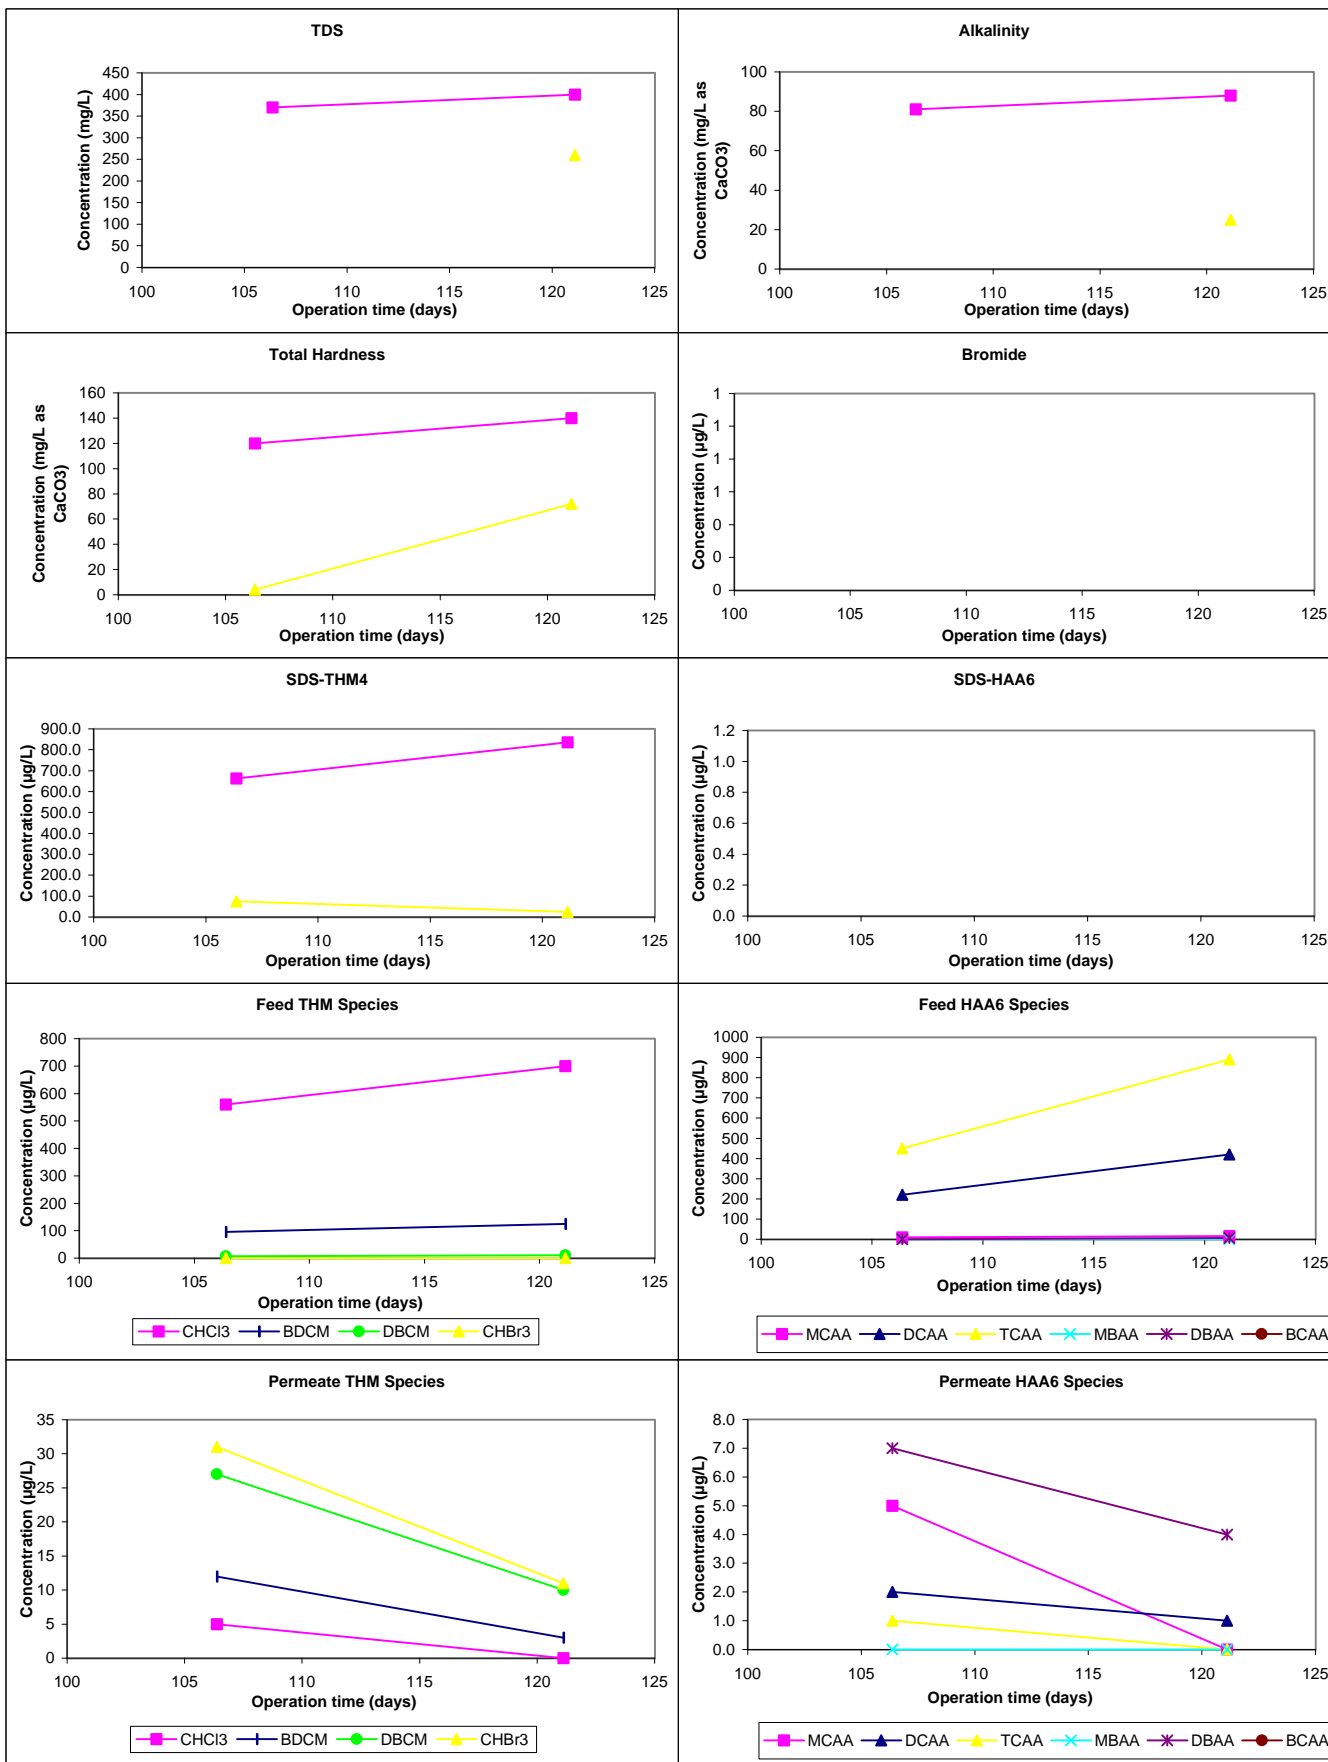 TDS
Concentration (mg/L)
450
400
350
300
250
200
150
100
50
0
100 105 110 115 120 125
Operation time (days)
Alkalinity
Concentration (mg/L as
CaCO3)
100
80
60
40
20
0
100 105 110 115 120 125
Operation time (days)
Total Hardness
Concentration (mg/L as
CaCO3)
160
140
120
100
80
60
40
20
0
100 105 110 115 120 125
Operation time (days)
Bromide
Concentration (µg/L)
1
1
1
1
0
0
0
100 105 110 115 120 125
Operation time (days)
SDS-THM4
Concentration (µg/L)
900.0
800.0
700.0
600.0
500.0
400.0
300.0
200.0
100.0
0.0
100 105 110 115 120 125
Operation time (days)
SDS-HAA6
Concentration (µg/L)
1.2
1.0
0.8
0.6
0.4
0.2
0.0
100 105 110 115 120 125
Operation time (days)
Feed THM Species
Concentration (µg/L)
800
700
600
500
400
300
200
100
0
100 105 110 115 120 125
Operation time (days)
CHCl3 BDCM DBCM CHBr3
Feed HAA6 Species
Concentration (µg/L)
1000
900
800
700
600
500
400
300
200
100
0
100 105 110 115 120 125
Operation time (days)
MCAA DCAA TCAA MBAA DBAA BCAA
Permeate THM Species
Concentration (µg/L)
35
30
25
20
15
10
5
0
100 105 110 115 120 125
Operation time (days)
CHCl3 BDCM DBCM CHBr3
Permeate HAA6 Species
Concentration (µg/L)
8.0
7.0
6.0
5.0
4.0
3.0
2.0
1.0
0.0
100 105 110 115 120 125
Operation time (days)
MCAA DCAA TCAA MBAA DBAA BCAA